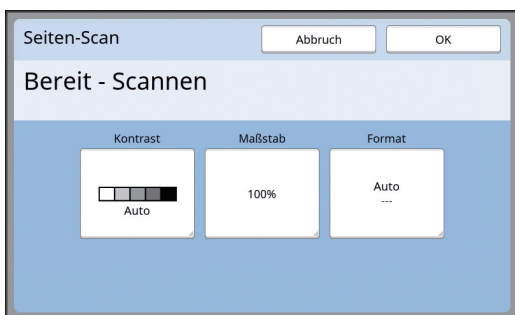 Seiten-Scan
Abbruch
OK
Bereit - Scannen
Kontrast
Maßstab
Format
Auto
100%
Auto
---